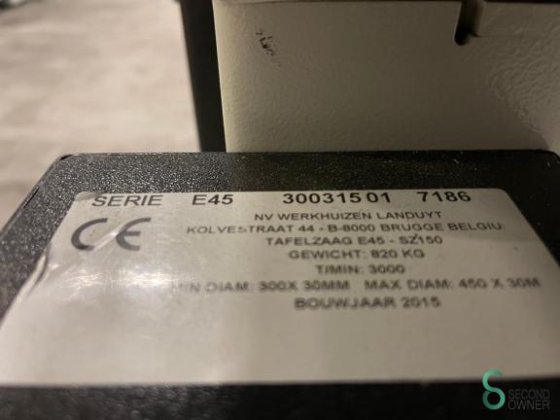 SERIE E45 30031501 7186
CE
NV WERKHUIZEN LANDUYT
KOLVESTRAAT 44 - B-8000 BRUGGE BELGIU
TAFELZAAG E45 - SZ150
GEWICHT: 820 KG
T/MIN: 3000
MIN DIAM: 300X 30MM MAX DIAM: 450 X 30M
BOUWJAAR 2015
SECOND
OWNER